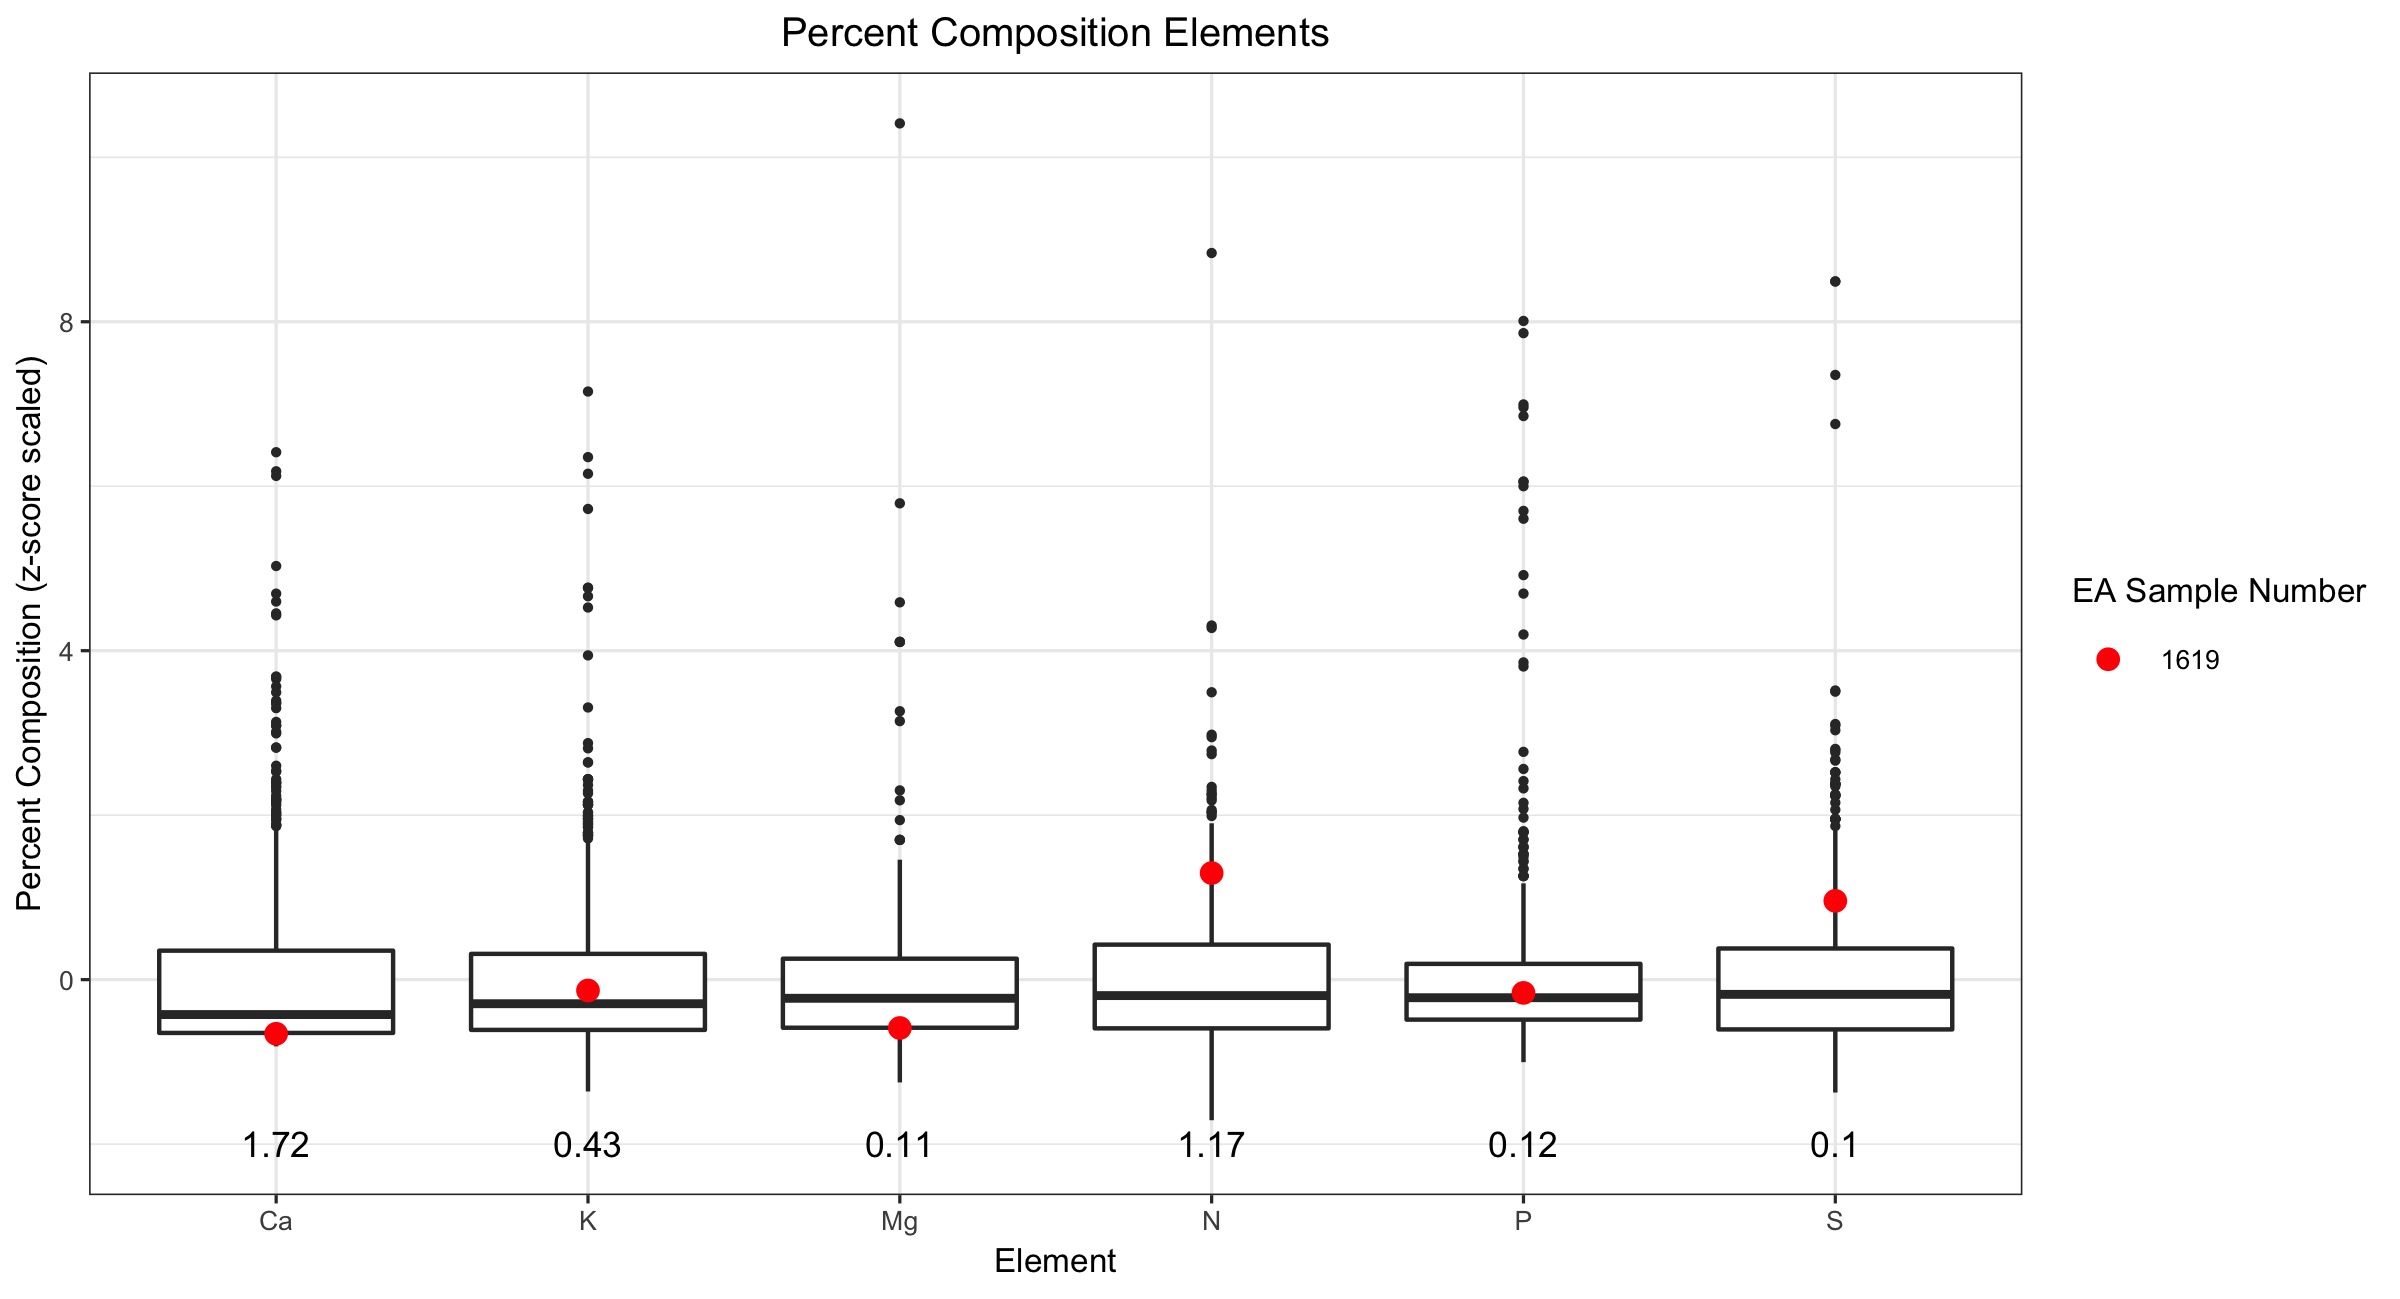 Percent Composition Elements
Percent Composition (z-score scaled)
8
4
0
1.72 0.43 0.11 1.17 0.12 0.1
Ca K Mg N P S
Element
EA Sample Number
1619